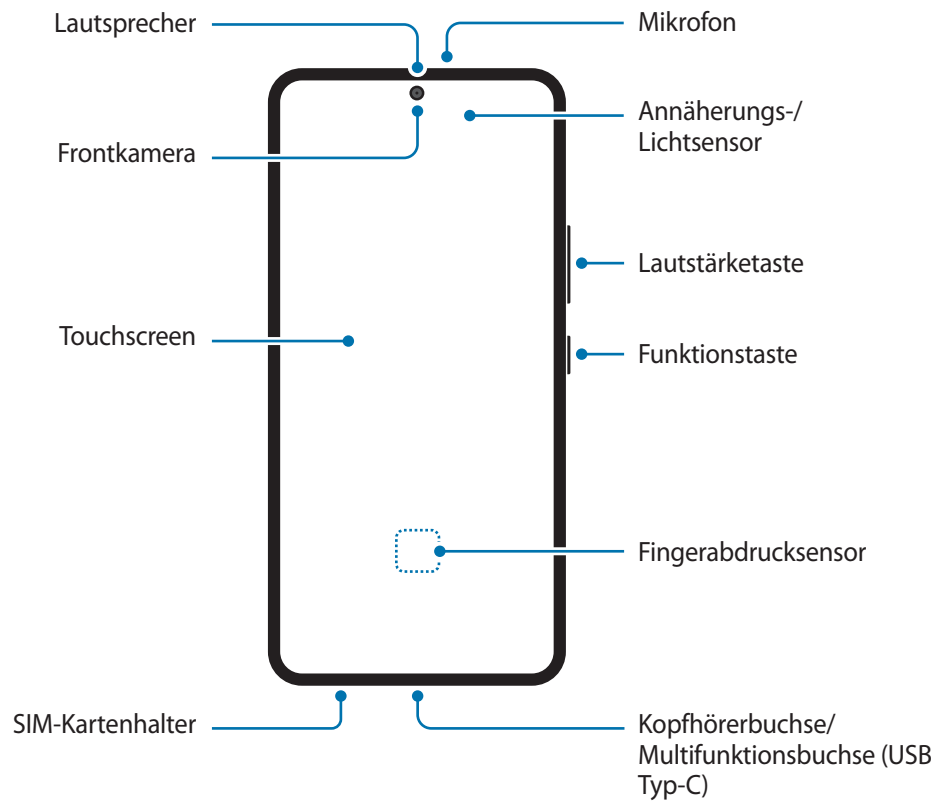 Lautsprecher
Mikrofon
Annäherungs-/
Lichtsensor
Frontkamera
Lautstärketaste
Touchscreen
Funktionstaste
Fingerabdrucksensor
SIM-Kartenhalter
Kopfhörerbuchse/
Multifunktionsbuchse (USB
Typ-C)